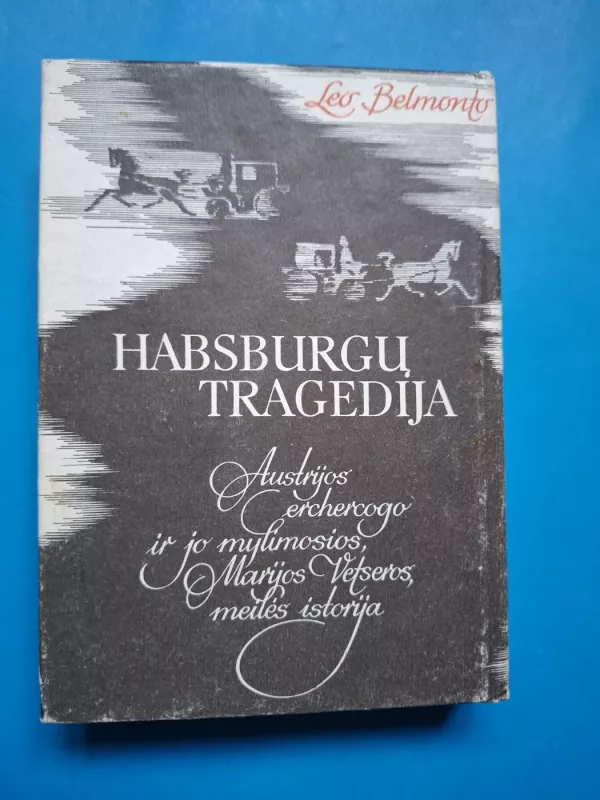 Leo Belmonto
HABSBURGŲ
TRAGEDIJA
Austrijos
erchercogo
ir jo mylimosios,
Marijos Vetseros,
meilės istorija